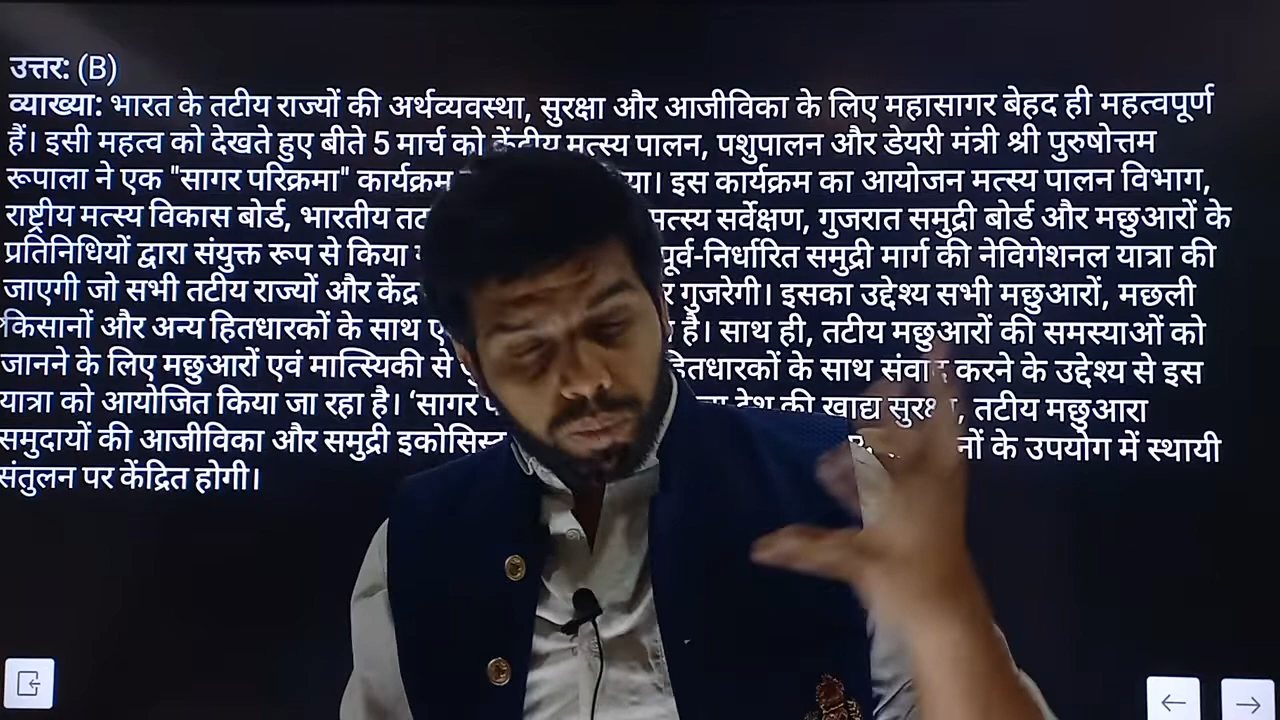 उत्तर: (B)
व्याख्या: भारत के तटीय राज्यों की अर्थव्यवस्था, सुरक्षा और आजीविका के लिए महासागर बेहद ही महत्वपूर्ण
हैं। इसी महत्व को देखते हुए बीते 5 मार्च को केंद्रीय मत्स्य पालन, पशुपालन और डेयरी मंत्री श्री पुरुषोत्तम
रूपाला ने एक "सागर परिक्रमा" कार्यक्रम इस कार्यक्रम का आयोजन मत्स्य पालन विभाग,
राष्ट्रीय मत्स्य विकास बोर्ड, भारतीय मत्स्य सर्वेक्षण, गुजरात समुद्री बोर्ड और मछुआरों के
प्रतिनिधियों द्वारा संयुक्त रूप से किया पूर्व-निर्धारित समुद्री मार्ग की नेविगेशनल यात्रा की
जाएगी जो सभी तटीय राज्यों और केंद्र गुजरेगी। इसका उद्देश्य सभी मछुआरों, मछली
किसानों और अन्य हितधारकों के साथ है। साथ ही, तटीय मछुआरों की समस्याओं को
जानने के लिए मछुआरों एवं मात्स्यिकी से हितधारकों के साथ संवाद करने के उद्देश्य से इस
यात्रा को आयोजित किया जा रहा है। ‘सागर देश की खाद्य सुरक्षा, तटीय मछुआरा
समुदायों की आजीविका और समुद्री के उपयोग में स्थायी
संतुलन पर केंद्रित होगी।